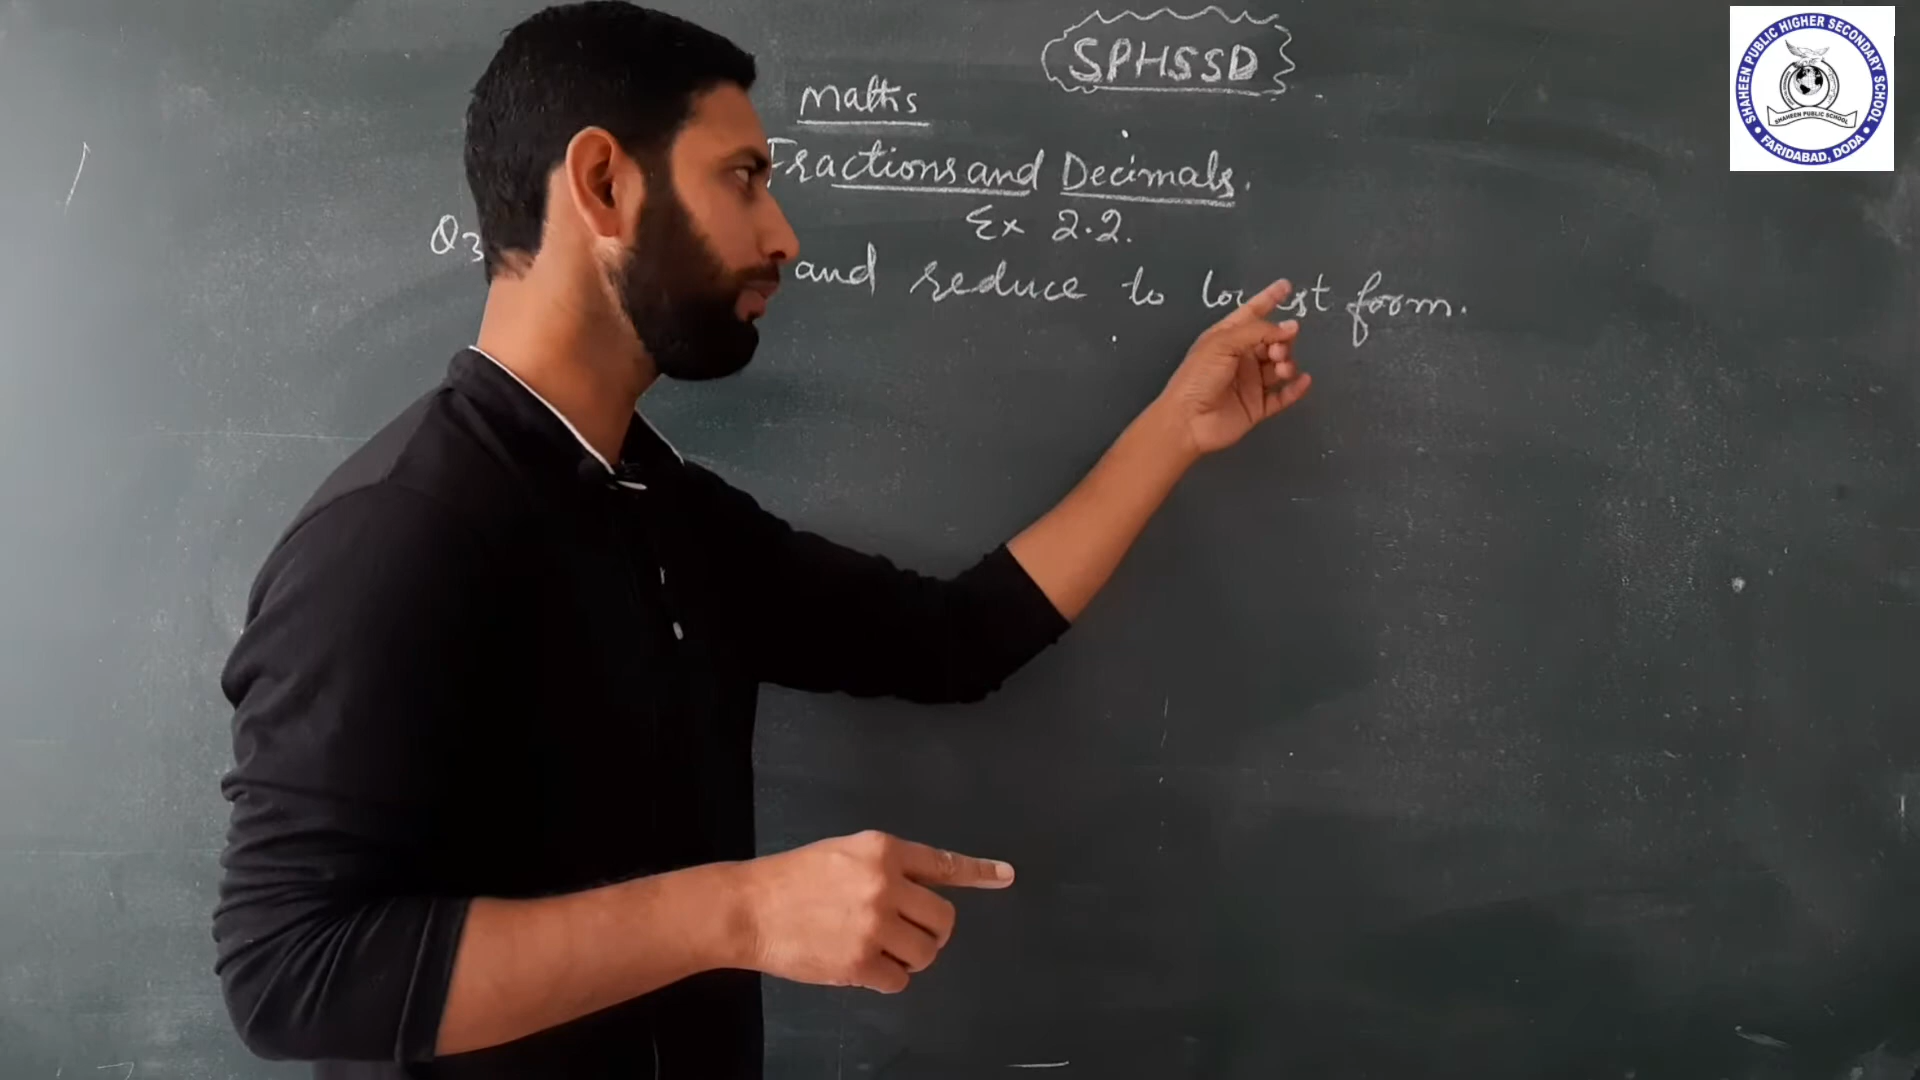 SPHSSD
Maths
Fractions and Decimals.
Ex 2.2.
Q3 and reduce to lowest form.
SHAHEEN PUBLIC HIGHER SECONDARY SCHOOL
SHAHEEN PUBLIC SCHOOL
FARIDABAD, DODA